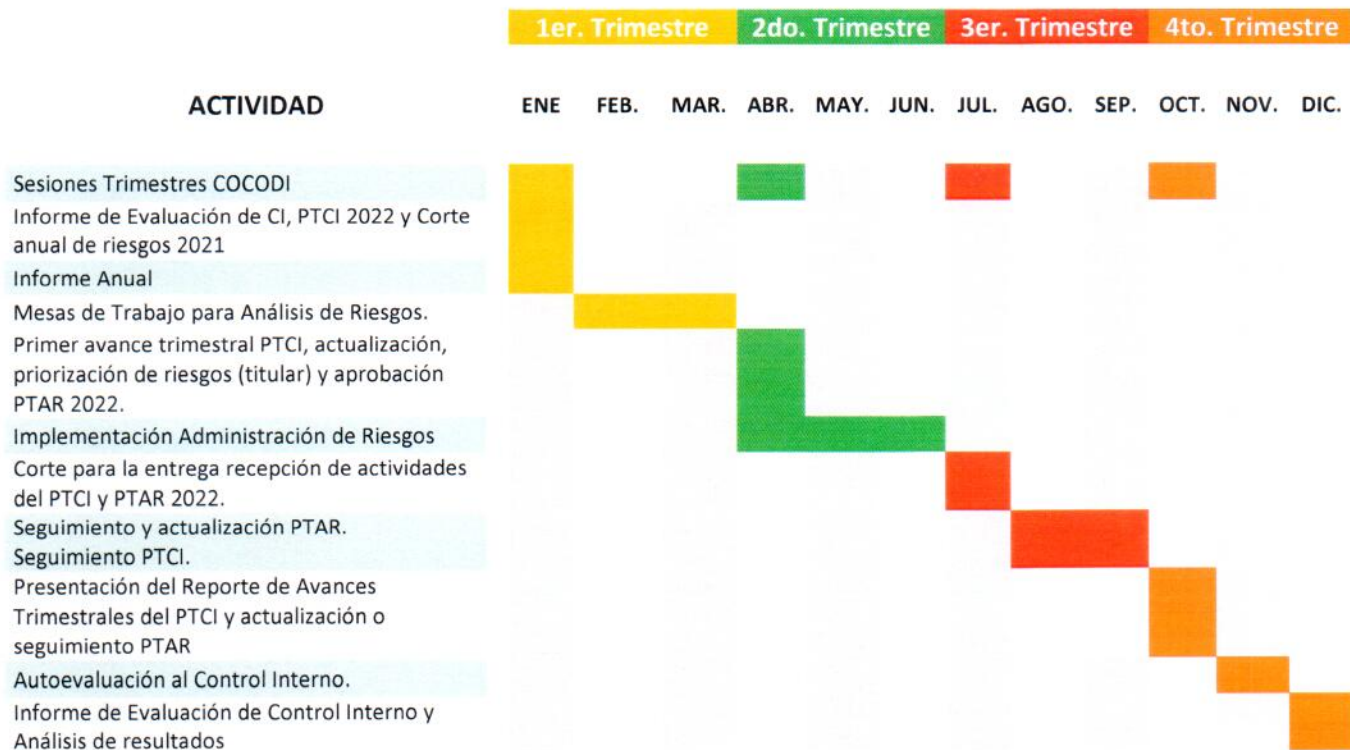 1er. Trimestre 2do. Trimestre 3er. Trimestre 4to. Trimestre
ACTIVIDAD ENE FEB. MAR. ABR. MAY. JUN. JUL. AGO. SEP. OCT. NOV. DIC.
Sesiones Trimestres COCODI
Informe de Evaluación de CI, PTCI 2022 y Corte
anual de riesgos 2021
Informe Anual
Mesas de Trabajo para Análisis de Riesgos.
Primer avance trimestral PTCI, actualización,
priorización de riesgos (titular) y aprobación
PTAR 2022.
Implementación Administración de Riesgos
Corte para la entrega recepción de actividades
del PTCI y PTAR 2022.
Seguimiento y actualización PTAR.
Seguimiento PTCI.
Presentación del Reporte de Avances
Trimestrales del PTCI y actualización o
seguimiento PTAR
Autoevaluación al Control Interno.
Informe de Evaluación de Control Interno y
Análisis de resultados